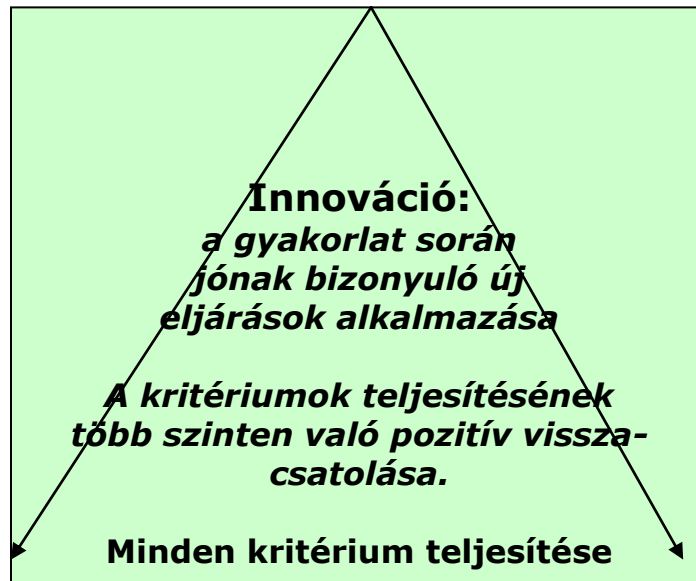 Innováció:
a gyakorlat során
jónak bizonyuló új
eljárások alkalmazása
A kritériumok teljesítésének
több szinten való pozitív vissza-
csatolása.
Minden kritérium teljesítése